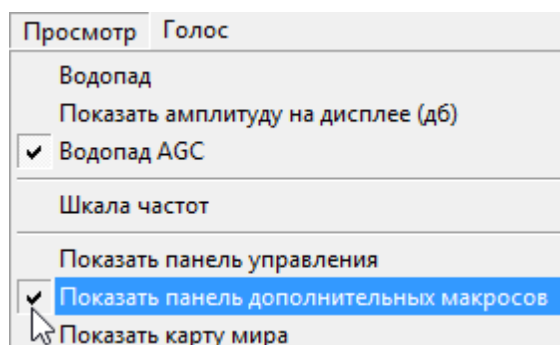 Просмотр Голос
Водопад
Показать амплитуду на дисплее (дб)
Водопад AGC
Шкала частот
Показать панель управления
Показать панель дополнительных макросов
Показать карту мира